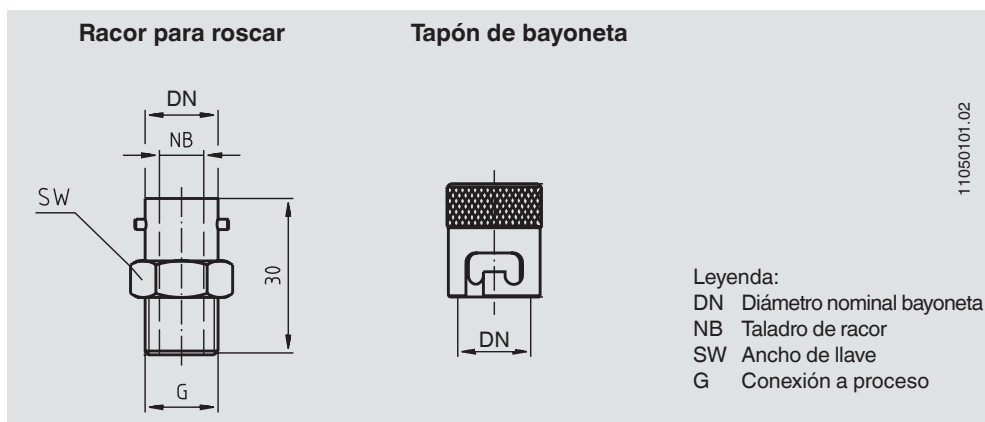 Racor para roscar
Tapón de bayoneta
DN
NB
SW
30
G
DN
11050101.02
Leyenda:
DN Diámetro nominal bayoneta
NB Taladro de racor
SW Ancho de llave
G Conexión a proceso